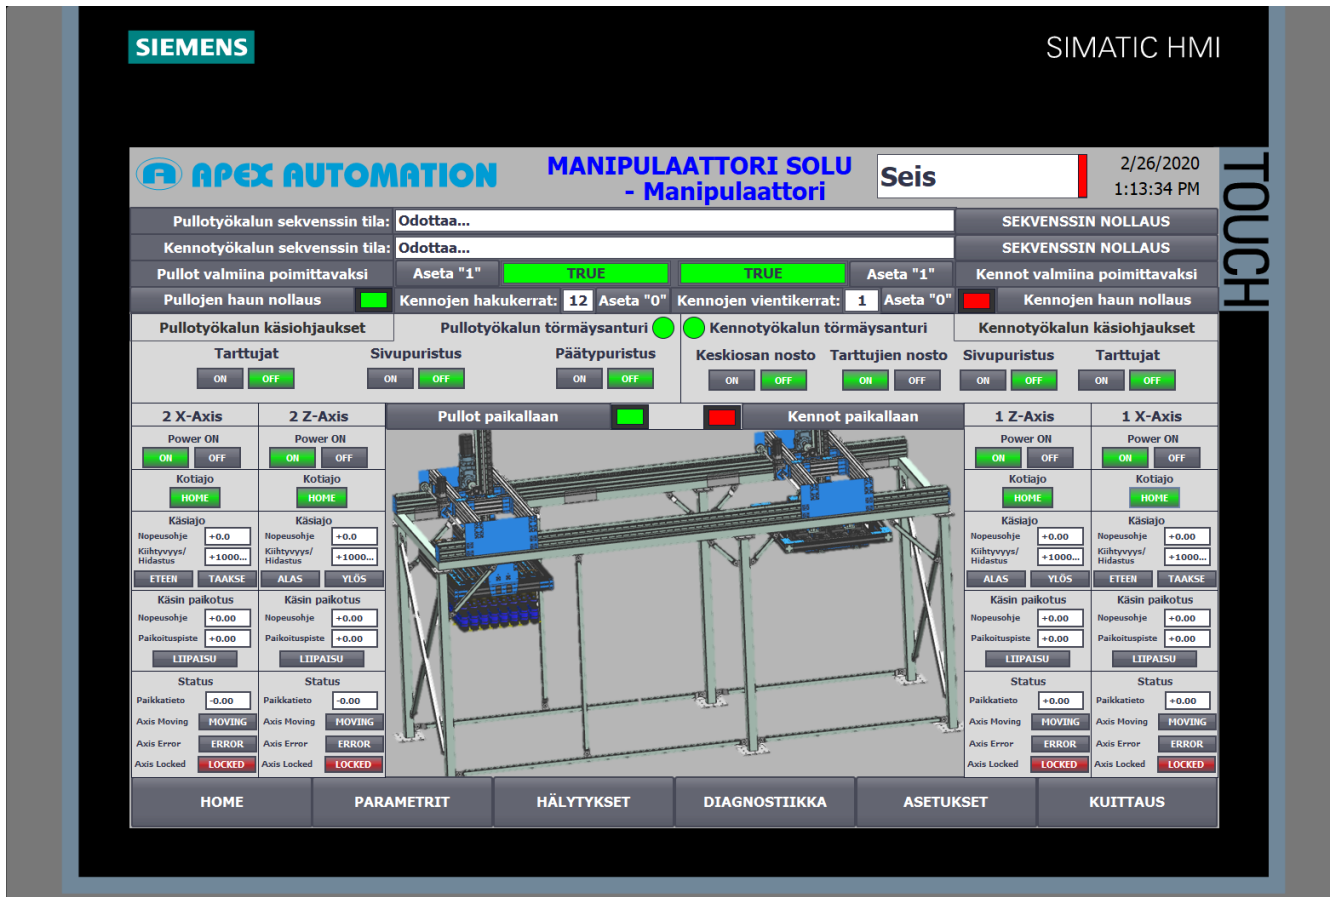 SIEMENS
SIMATIC HMI
TOUCH
APEX AUTOMATION
MANIPULAATTORI SOLU
- Manipulaattori
Seis
2/26/2020
1:13:34 PM
Pullotyökalun sekvenssin tila: Odottaa... SEKVENSSIN NOLLAUS
Kennotyökalun sekvenssin tila: Odottaa... SEKVENSSIN NOLLAUS
Pullot valmiina poimittavaksi Aseta "1" TRUE TRUE Aseta "1" Kennot valmiina poimittavaksi
Pullojen haun nollaus Kennojen hakukerrat: 12 Aseta "0" Kennojen vientikerrat: 1 Aseta "0" Kennojen haun nollaus
Pullotyökalun käsiohjaukset Pullotyökalun törmäysanturi Kennotyökalun törmäysanturi Kennotyökalun käsiohjaukset
Tarttujat Sivupuristus Päätypuristus Keskiosan nosto Tarttujien nosto Sivupuristus Tarttujat
ON OFF ON OFF ON OFF ON OFF ON OFF ON OFF ON OFF
2 X-Axis 2 Z-Axis Pullot paikallaan Kennot paikallaan 1 Z-Axis 1 X-Axis
Power ON Power ON Power ON Power ON
ON OFF ON OFF ON OFF ON OFF
Kotiajo Kotiajo Kotiajo Kotiajo
HOME HOME HOME HOME
Käsiajo Käsiajo Käsiajo Käsiajo
Nopeusohje +0.0 Nopeusohje +0.0 Nopeusohje +0.00 Nopeusohje +0.00
Kiihtyvyys/ Kiihtyvyys/ Kiihtyvyys/ Kiihtyvyys/
Hidastus +1000... Hidastus +1000... Hidastus +1000... Hidastus +1000...
ETEEN TAAKSE ALAS YLÖS ALAS YLÖS ETEEN TAAKSE
Käsin paikotus Käsin paikotus Käsin paikotus Käsin paikotus
Nopeusohje +0.00 Nopeusohje +0.00 Nopeusohje +0.00 Nopeusohje +0.00
Paikoituspiste +0.00 Paikoituspiste +0.00 Paikoituspiste +0.00 Paikoituspiste +0.00
LIIPAISU LIIPAISU LIIPAISU LIIPAISU
Status Status Status Status
Paikkatieto -0.00 Paikkatieto -0.00 Paikkatieto +0.00 Paikkatieto +0.00
Axis Moving MOVING Axis Moving MOVING Axis Moving MOVING Axis Moving MOVING
Axis Error ERROR Axis Error ERROR Axis Error ERROR Axis Error ERROR
Axis Locked LOCKED Axis Locked LOCKED Axis Locked LOCKED Axis Locked LOCKED
HOME PARAMETRIT HÄLYTYKSET DIAGNOSTIIKKA ASETUKSET KUITTAUS